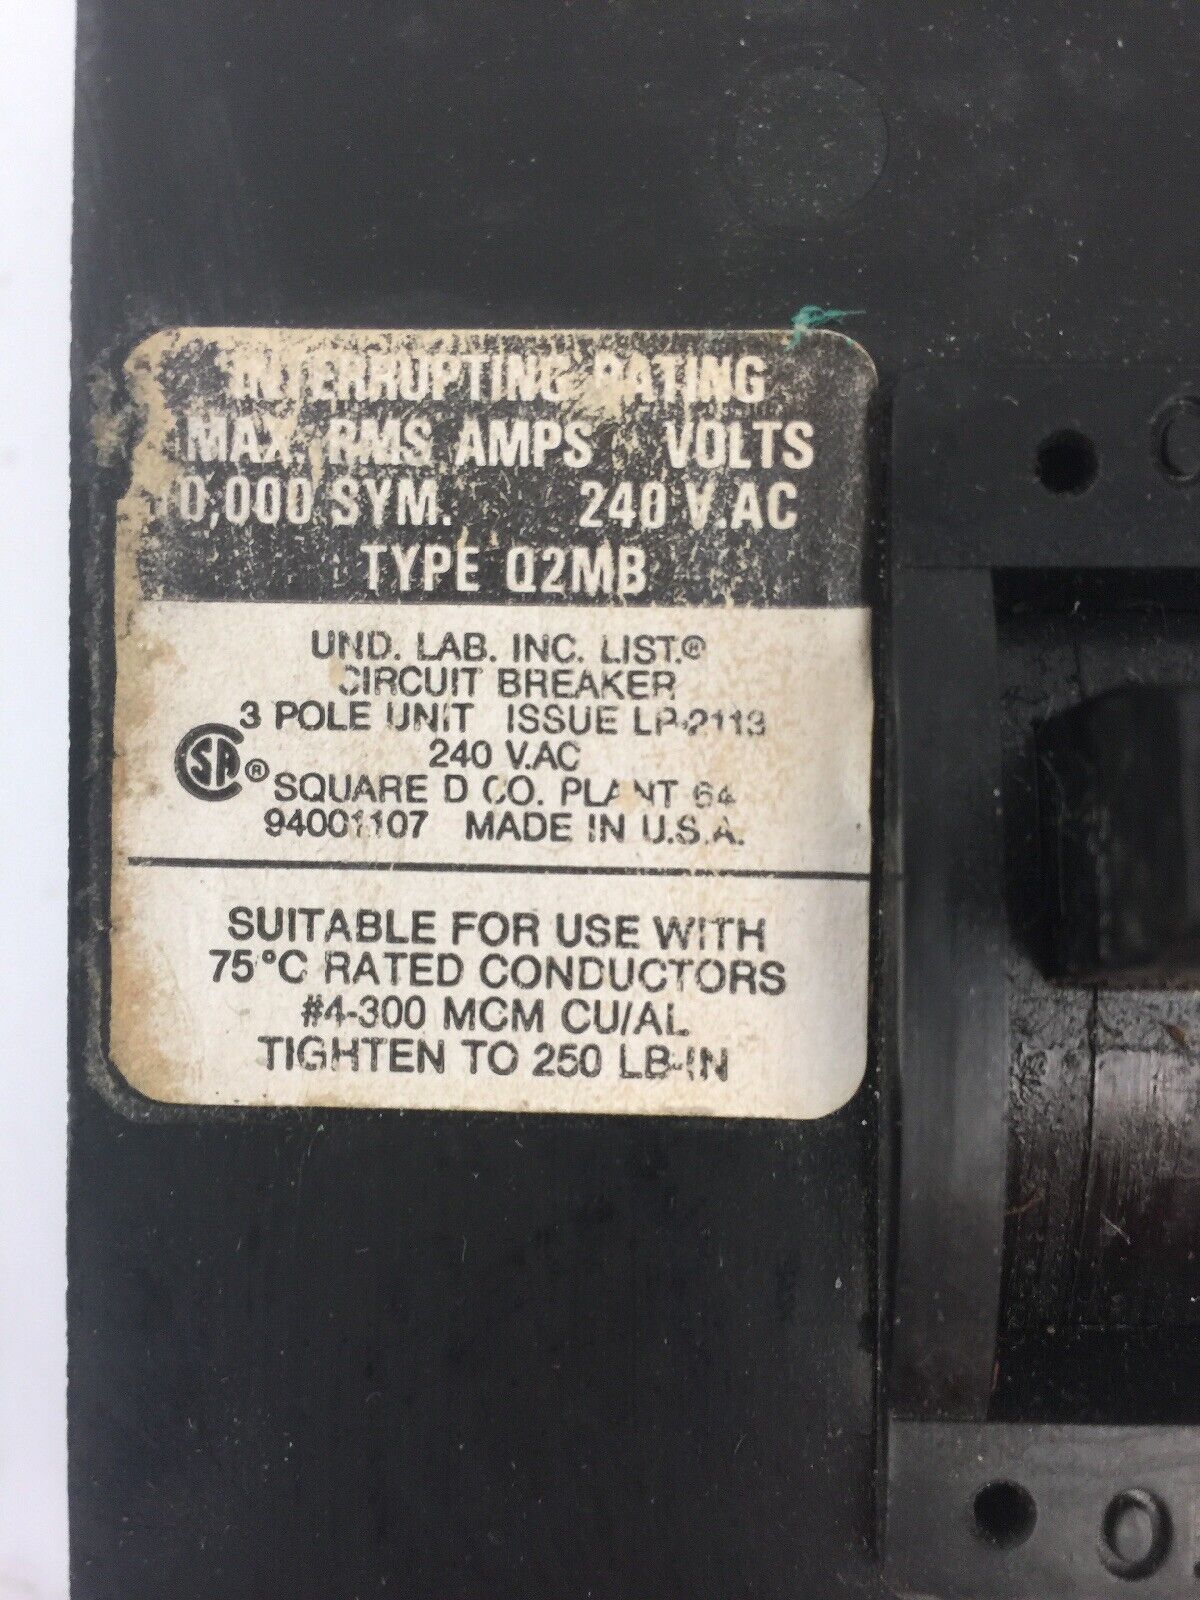 INTERRUPTING RATING
MAX. RMS AMPS VOLTS
0,000 SYM. 240 V.AC
TYPE Q2MB
UND. LAB. INC. LIST.®
CIRCUIT BREAKER
3 POLE UNIT ISSUE LP-2113
240 V.AC
SA ®
SQUARE D CO. PLANT 64
94001107 MADE IN U.S.A.
SUITABLE FOR USE WITH
75°C RATED CONDUCTORS
#4-300 MCM CU/AL
TIGHTEN TO 250 LB-IN